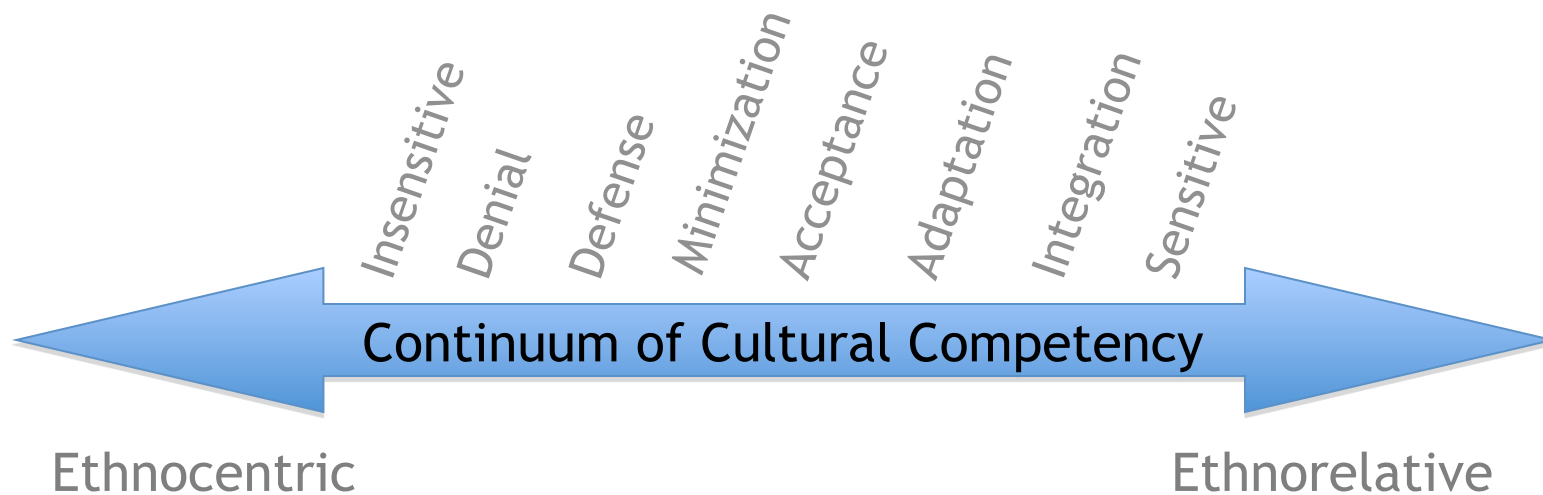 Insensitive
Denial
Defense
Minimization
Acceptance
Adaptation
Integration
Sensitive
Continuum of Cultural Competency
Ethnocentric
Ethnorelative